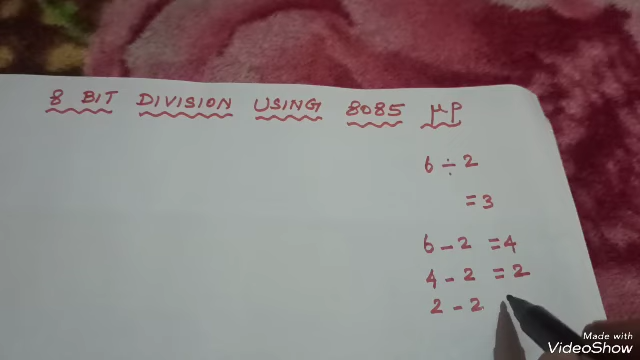 8 BIT DIVISION USING 8085 μP
6 ÷ 2
= 3
6 - 2 = 4
4 - 2 = 2
2 - 2
Made with
VideoShow